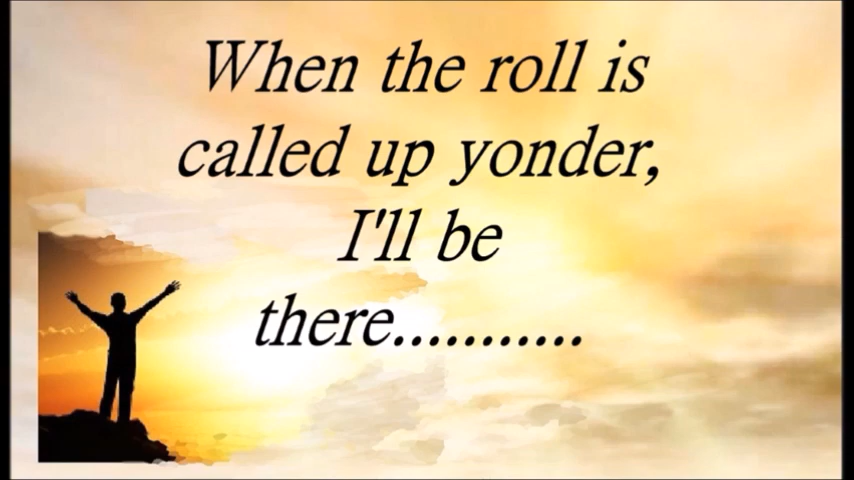 When the roll is
called up yonder,
I'll be
there...........